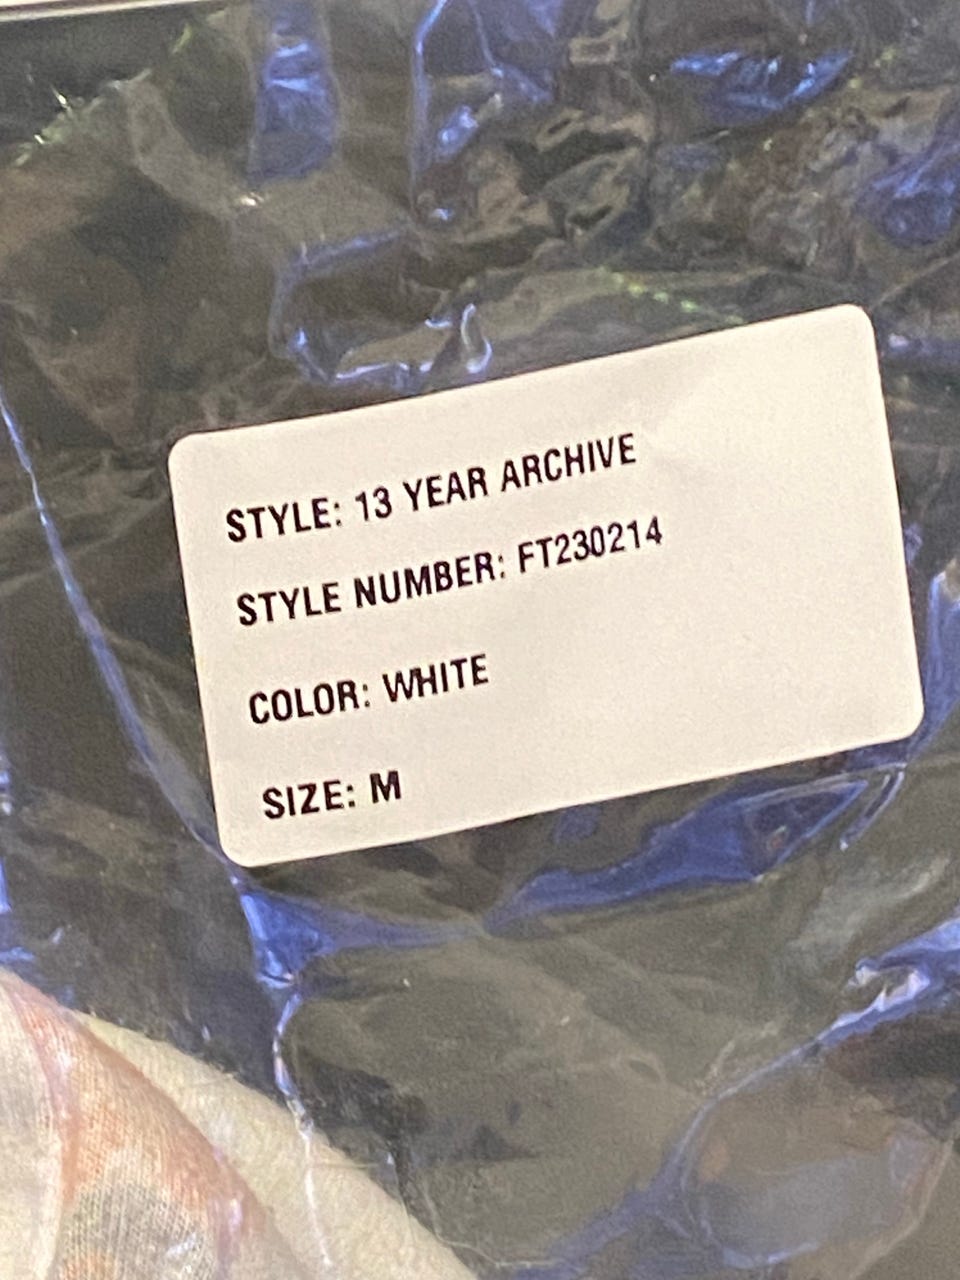 STYLE: 13 YEAR ARCHIVE
STYLE NUMBER: FT230214
COLOR: WHITE
SIZE: M